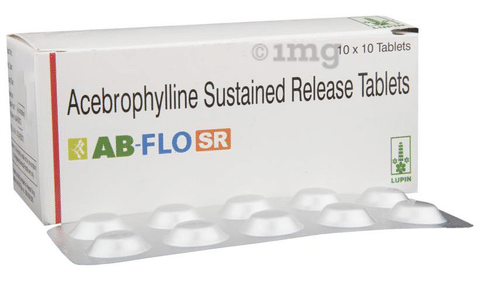 © 1mg
10 x 10 Tablets
Acebrophylline Sustained Release Tablets
AB-FLO SR
LUPIN